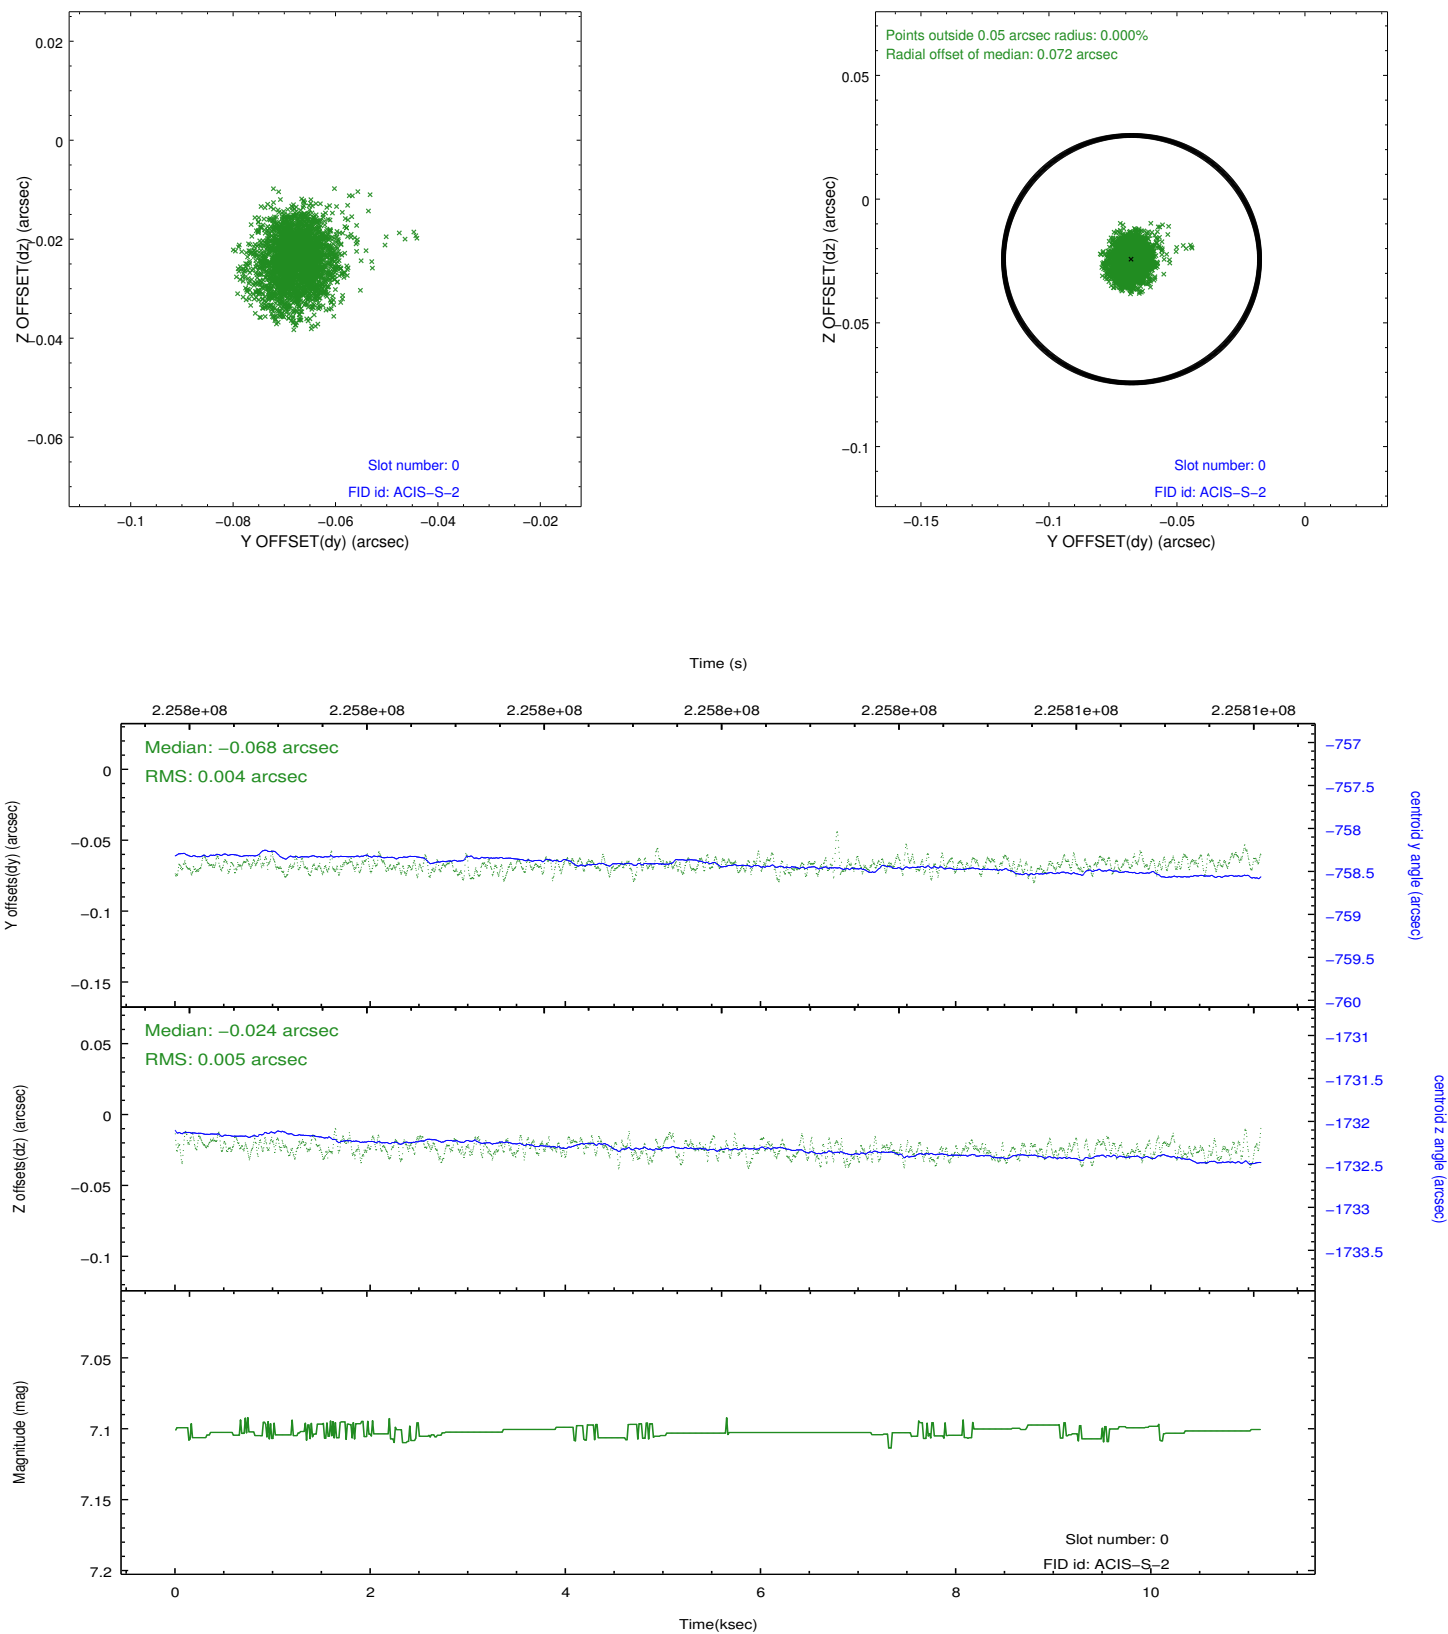 0.02
0
−0.02
−0.04
−0.06
Z OFFSET(dz) (arcsec)
Slot number: 0
FID id: ACIS−S−2
−0.1
−0.08
−0.06
−0.04
−0.02
Y OFFSET(dy) (arcsec)
Points outside 0.05 arcsec radius: 0.000%
Radial offset of median: 0.072 arcsec
0.05
0
−0.05
−0.1
Z OFFSET(dz) (arcsec)
Slot number: 0
FID id: ACIS−S−2
−0.15
−0.1
−0.05
0
Y OFFSET(dy) (arcsec)
Time (s)
2.258e+08
2.258e+08
2.258e+08
2.258e+08
2.258e+08
2.2581e+08
2.2581e+08
Median: −0.068 arcsec
RMS: 0.004 arcsec
0
−0.05
−0.1
−0.15
Y offsets(dy) (arcsec)
−757
−757.5
−758
−758.5
−759
−759.5
−760
centroid y angle (arcsec)
Median: −0.024 arcsec
RMS: 0.005 arcsec
0.05
0
−0.05
−0.1
Z offsets(dz) (arcsec)
−1731
−1731.5
−1732
−1732.5
−1733
−1733.5
centroid z angle (arcsec)
7.05
7.1
7.15
7.2
Magnitude (mag)
Slot number: 0
FID id: ACIS−S−2
0
2
4
6
8
10
Time(ksec)